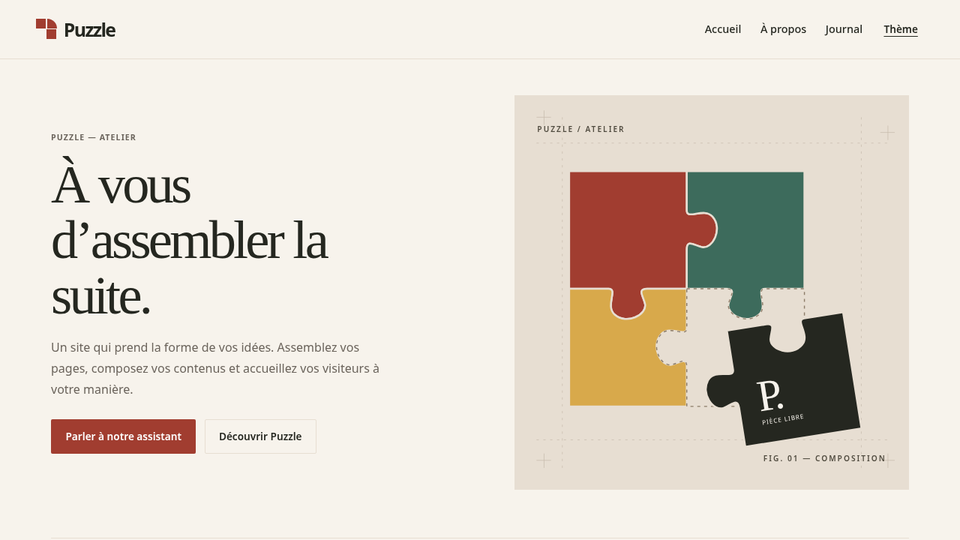 Puzzle
Accueil À propos Journal Thème
PUZZLE — ATELIER
À vous
d’assembler la
suite.
Un site qui prend la forme de vos idées. Assemblez vos
pages, composez vos contenus et accueillez vos visiteurs à
votre manière.
Parler à notre assistant
Découvrir Puzzle
PUZZLE / ATELIER
P.
PIÈCE LIBRE
FIG. 01 — COMPOSITION